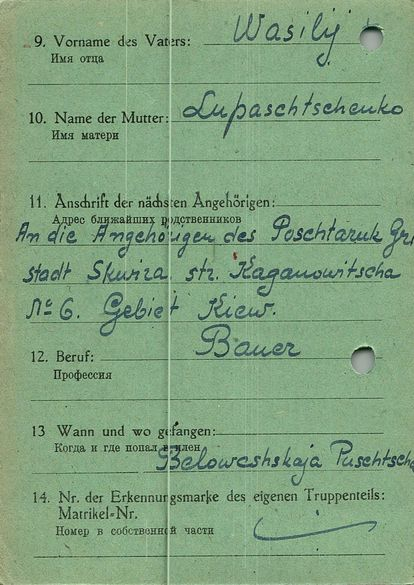 9. Vorname des Vaters: Wasilij
Имя отца
10. Name der Mutter: Lupaschtschenko
Имя матери
11. Anschrift der nächsten Angehörigen:
Адрес ближайших родственников
An die Angehörigen des Poschtaruk Gri
stadt Skwira str. Kaganowitscha
№ 6. Gebiet Kiew.
12. Beruf: Bauer
Профессия
13 Wann und wo gefangen:
Когда и где попал в плен
Beloweshskaja Puschtscha
14. Nr. der Erkennungsmarke des eigenen Truppenteils:
Matrikel-Nr.
Номер в собственной части